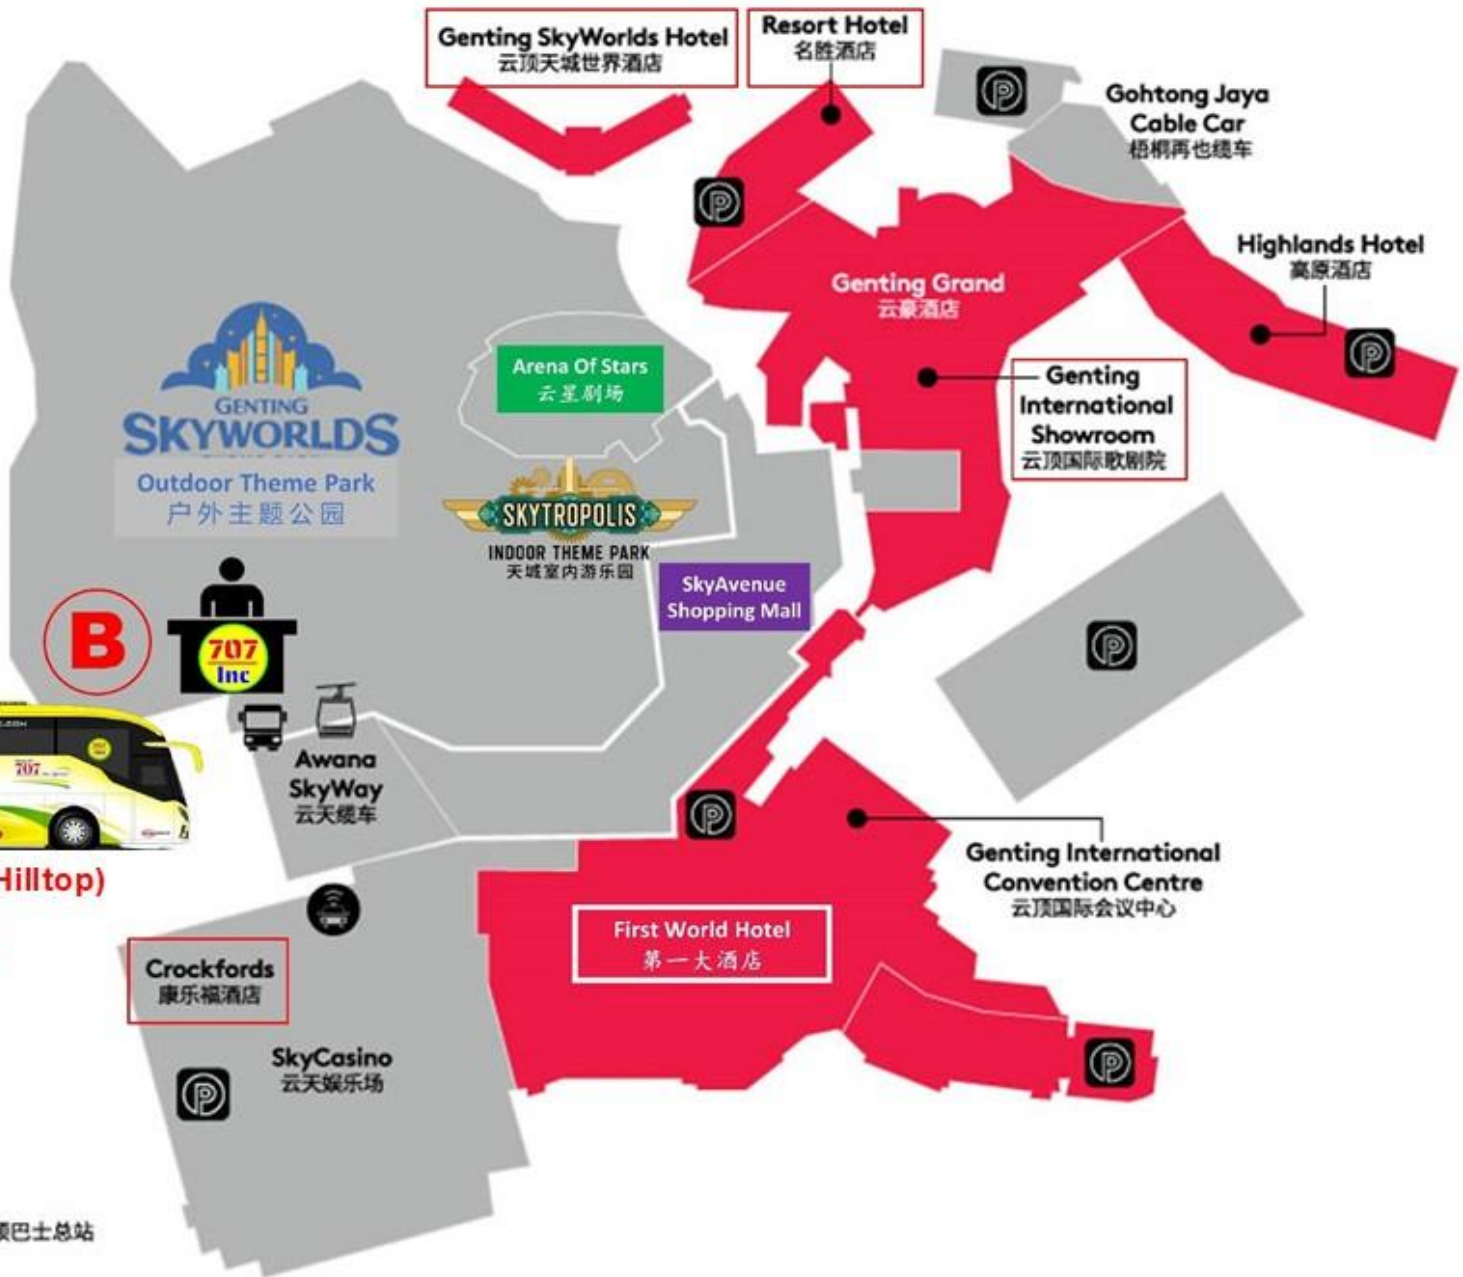 Genting SkyWorlds Hotel
云顶天城世界酒店
Resort Hotel
名胜酒店
Gohtong Jaya
Cable Car
梧桐再也缆车
Highlands Hotel
高原酒店
Genting Grand
云豪酒店
Genting
International
Showroom
云顶国际歌剧院
Arena Of Stars
云星剧场
GENTING
SKYWORLDS
Outdoor Theme Park
户外主题公园
SKYTROPOLIS
INDOOR THEME PARK
天城室内游乐园
SkyAvenue
Shopping Mall
B
707
Inc
707
Hilltop)
Awana
SkyWay
云天缆车
Genting International
Convention Centre
云顶国际会议中心
First World Hotel
第一大酒店
Crockfords
康乐福酒店
SkyCasino
云天娱乐场
巴士总站
P
P
P
P
P
P
P